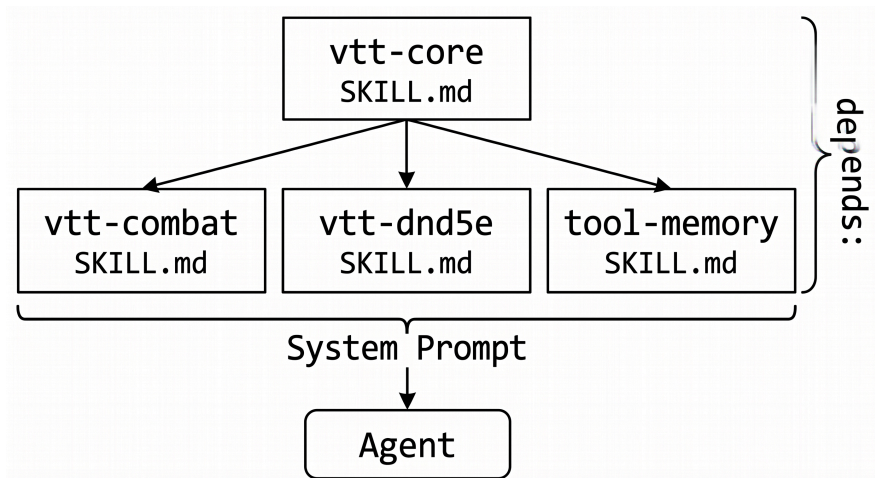 vtt-core
SKILL.md
depends:
vtt-combat
SKILL.md
vtt-dnd5e
SKILL.md
tool-memory
SKILL.md
System Prompt
Agent